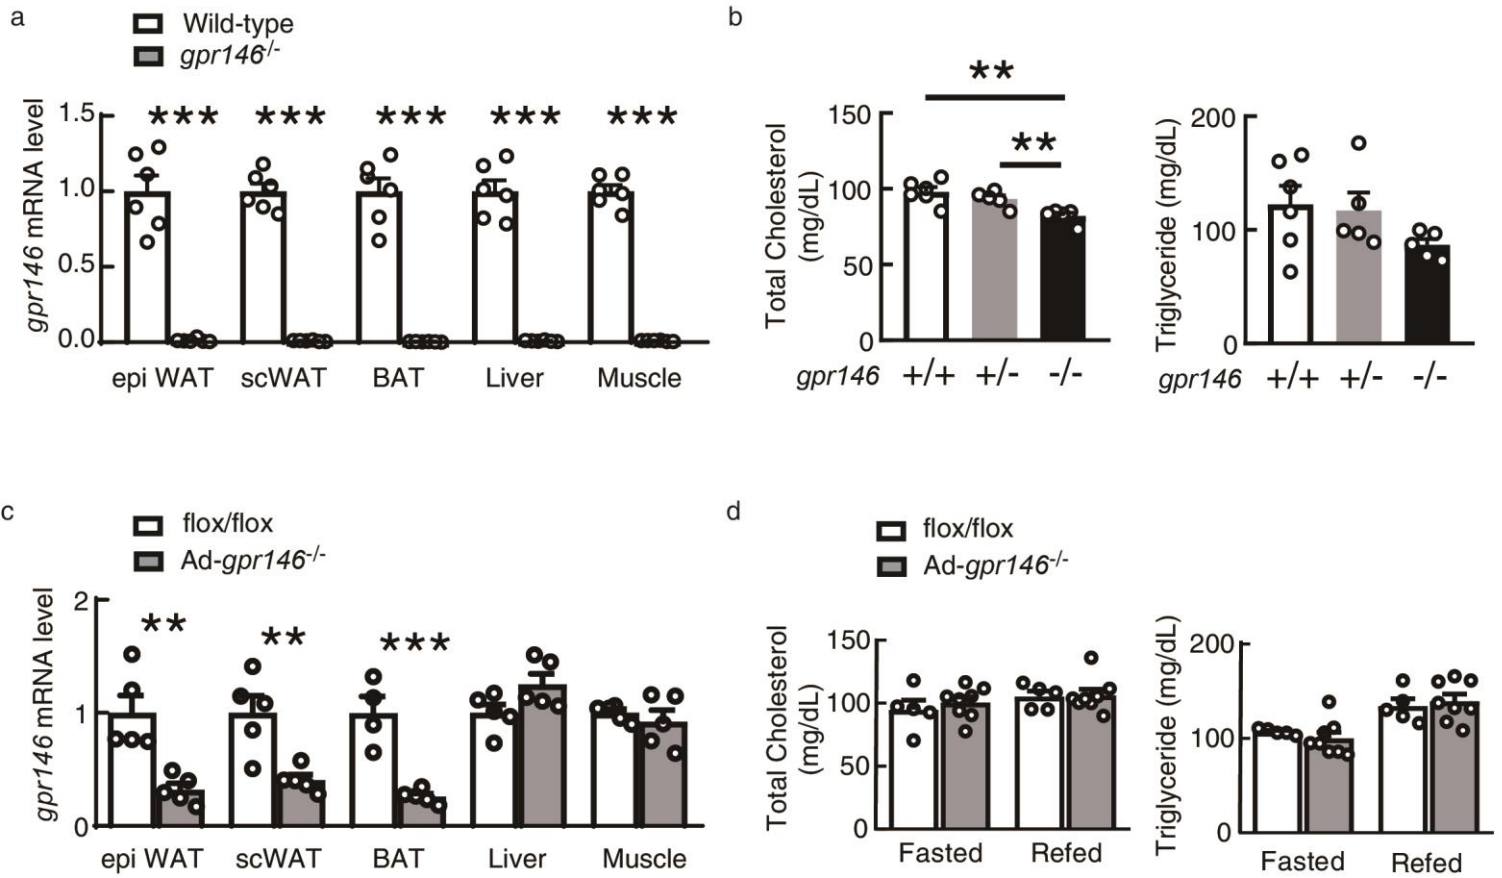 a
Wild-type
gpr146-/-
gpr146 mRNA level
1.5
1.0
0.5
0.0
*** *** *** *** ***
epi WAT scWAT BAT Liver Muscle
b
Total Cholesterol
(mg/dL)
150
100
50
0
**
**
gpr146 +/+ +/- -/-
Triglyceride (mg/dL)
200
100
0
gpr146 +/+ +/- -/-
c
flox/flox
Ad-gpr146-/-
gpr146 mRNA level
2
1
0
** ** ***
epi WAT scWAT BAT Liver Muscle
d
flox/flox
Ad-gpr146-/-
Total Cholesterol
(mg/dL)
150
100
50
0
Fasted Refed
Triglyceride (mg/dL)
200
100
0
Fasted Refed